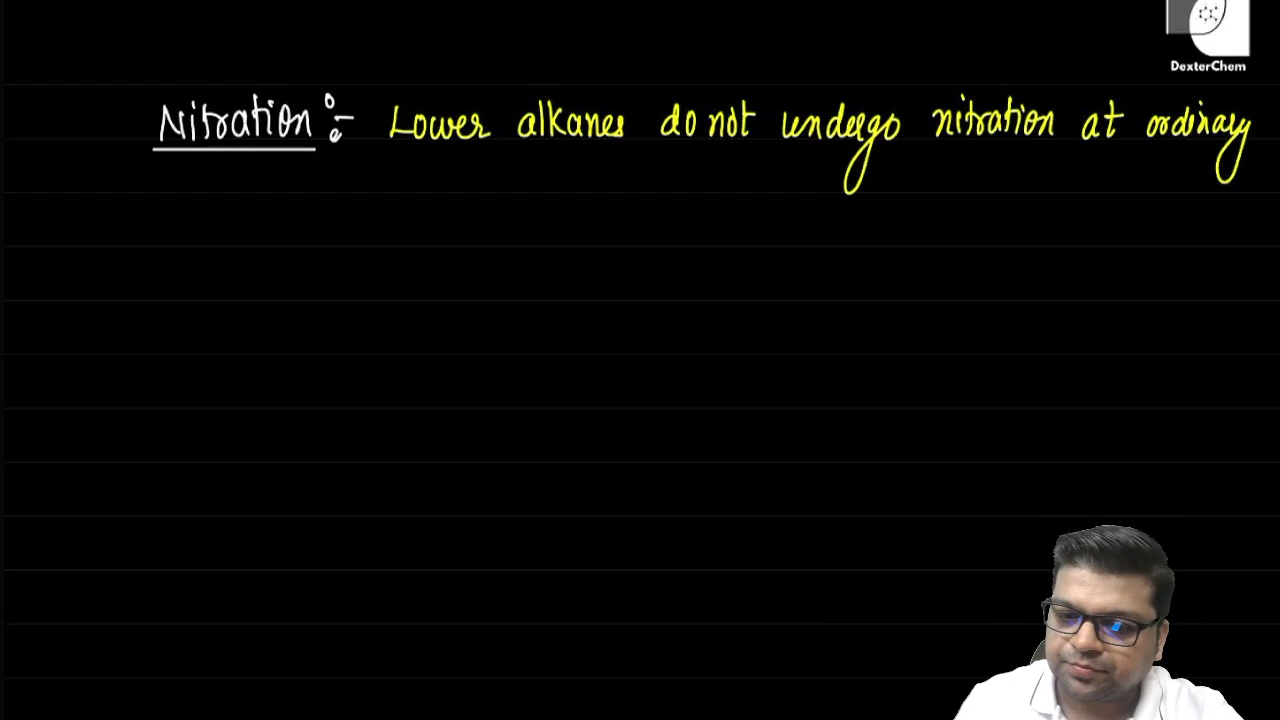 DexterChem
Nitration :- Lower alkanes do not undergo nitration at ordinary